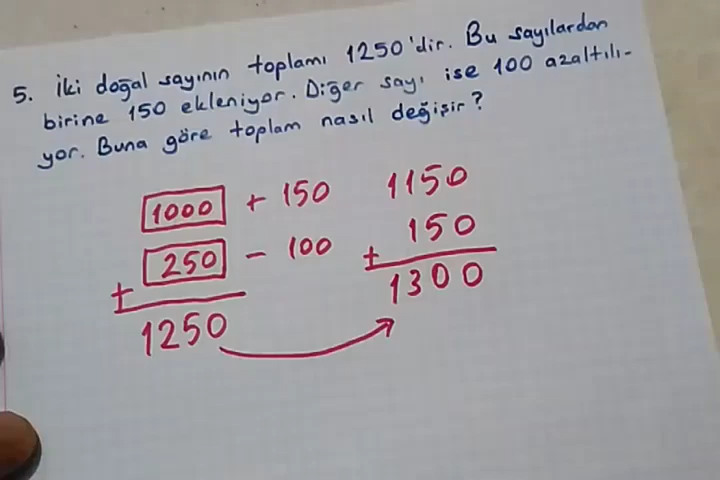 5. İki doğal sayının toplamı 1250'dir. Bu sayılardan
birine 150 ekleniyor. Diğer sayı ise 100 azaltılı-
yor. Buna göre toplam nasıl değişir?
1000 + 150
250 - 100
+
1250
1150
150
+
1300